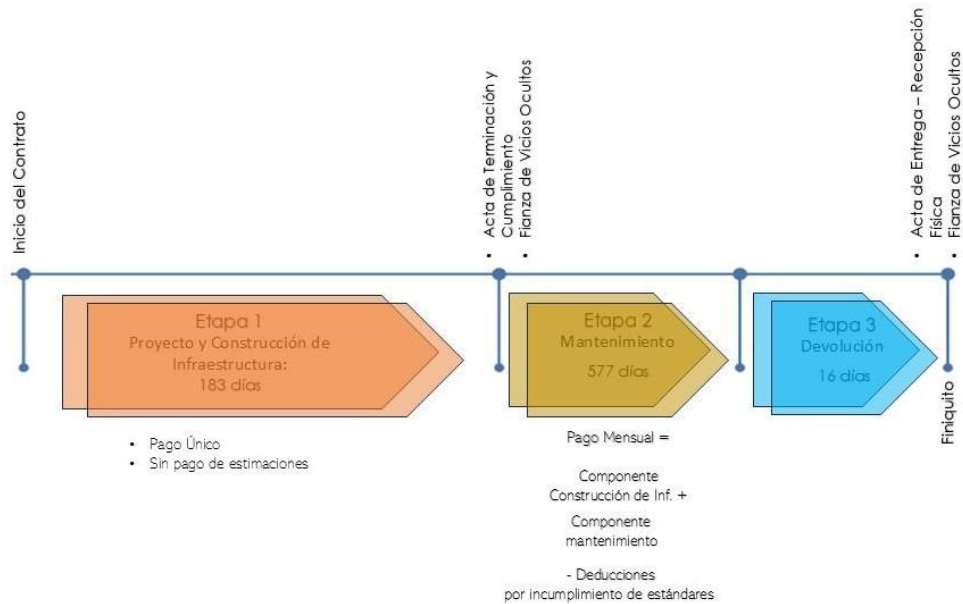 Inicio del Contrato
• Acta de Terminación y
Cumplimiento
• Fianza de Vicios Ocultos
• Acta de Entrega – Recepción
Física
• Fianza de Vicios Ocultos
Etapa 1
Proyecto y Construcción de
Infraestructura:
183 días
Etapa 2
Mantenimiento
577 días
Etapa 3
Devolución
16 días
Finiquito
• Pago Único
• Sin pago de estimaciones
Pago Mensual =
Componente
Construcción de Inf. +
Componente
mantenimiento
- Deducciones
por incumplimiento de estándares